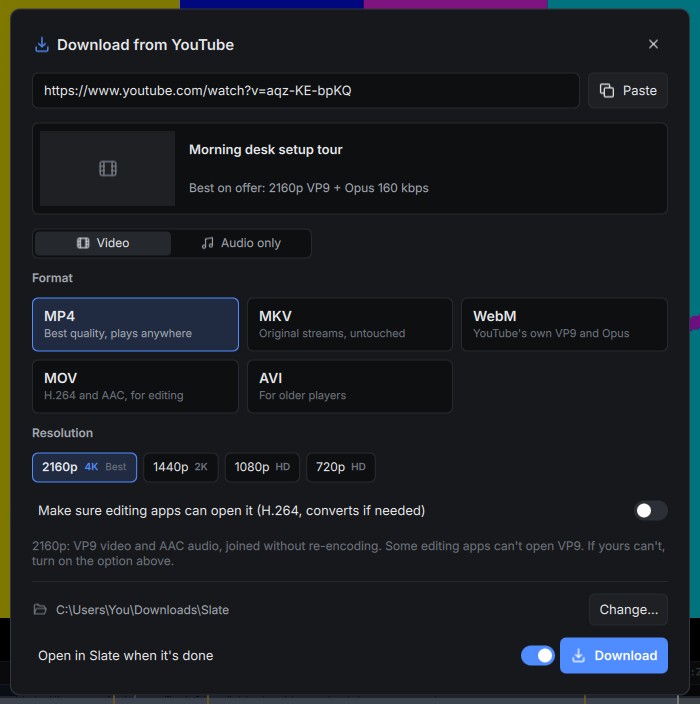 Download from YouTube
https://www.youtube.com/watch?v=aqz-KE-bpKQ
Paste
Morning desk setup tour
Best on offer: 2160p VP9 + Opus 160 kbps
Video
Audio only
Format
MP4
Best quality, plays anywhere
MKV
Original streams, untouched
WebM
YouTube's own VP9 and Opus
MOV
H.264 and AAC, for editing
AVI
For older players
Resolution
2160p 4K Best
1440p 2K
1080p HD
720p HD
Make sure editing apps can open it (H.264, converts if needed)
2160p: VP9 video and AAC audio, joined without re-encoding. Some editing apps can't open VP9. If yours can't,
turn on the option above.
C:\Users\You\Downloads\Slate
Change...
Open in Slate when it's done
Download